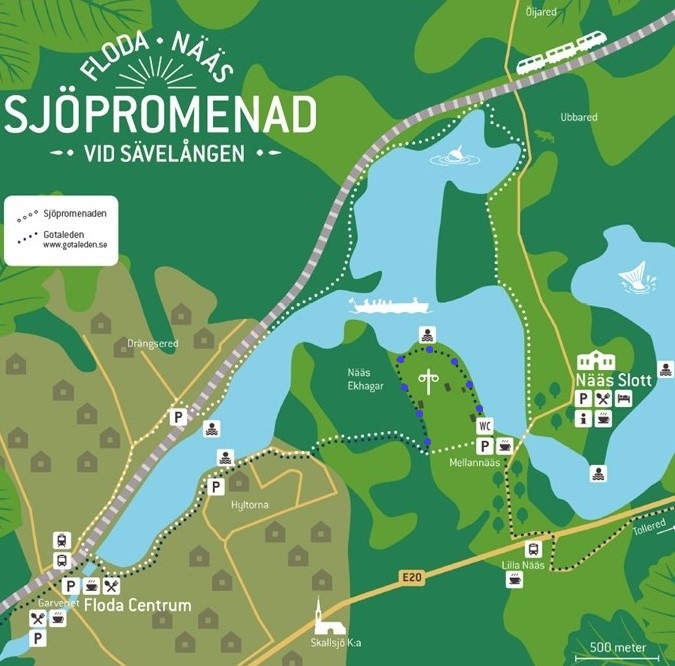 FLODA • NÄÄS
SJÖPROMENAD
VID SÄVELÅNGEN
Sjöpromenaden
Gotaleden
www.gotaleden.se
Öijared
Ubbared
Drängsered
Nääs
Ekhagar
Nääs Slott
P
i
P
WC
P
Mellannääs
P
Hyltorna
Tollered
Lilla Nääs
E20
P
Garveriet
Floda Centrum
P
Skallsjö K:a
500 meter